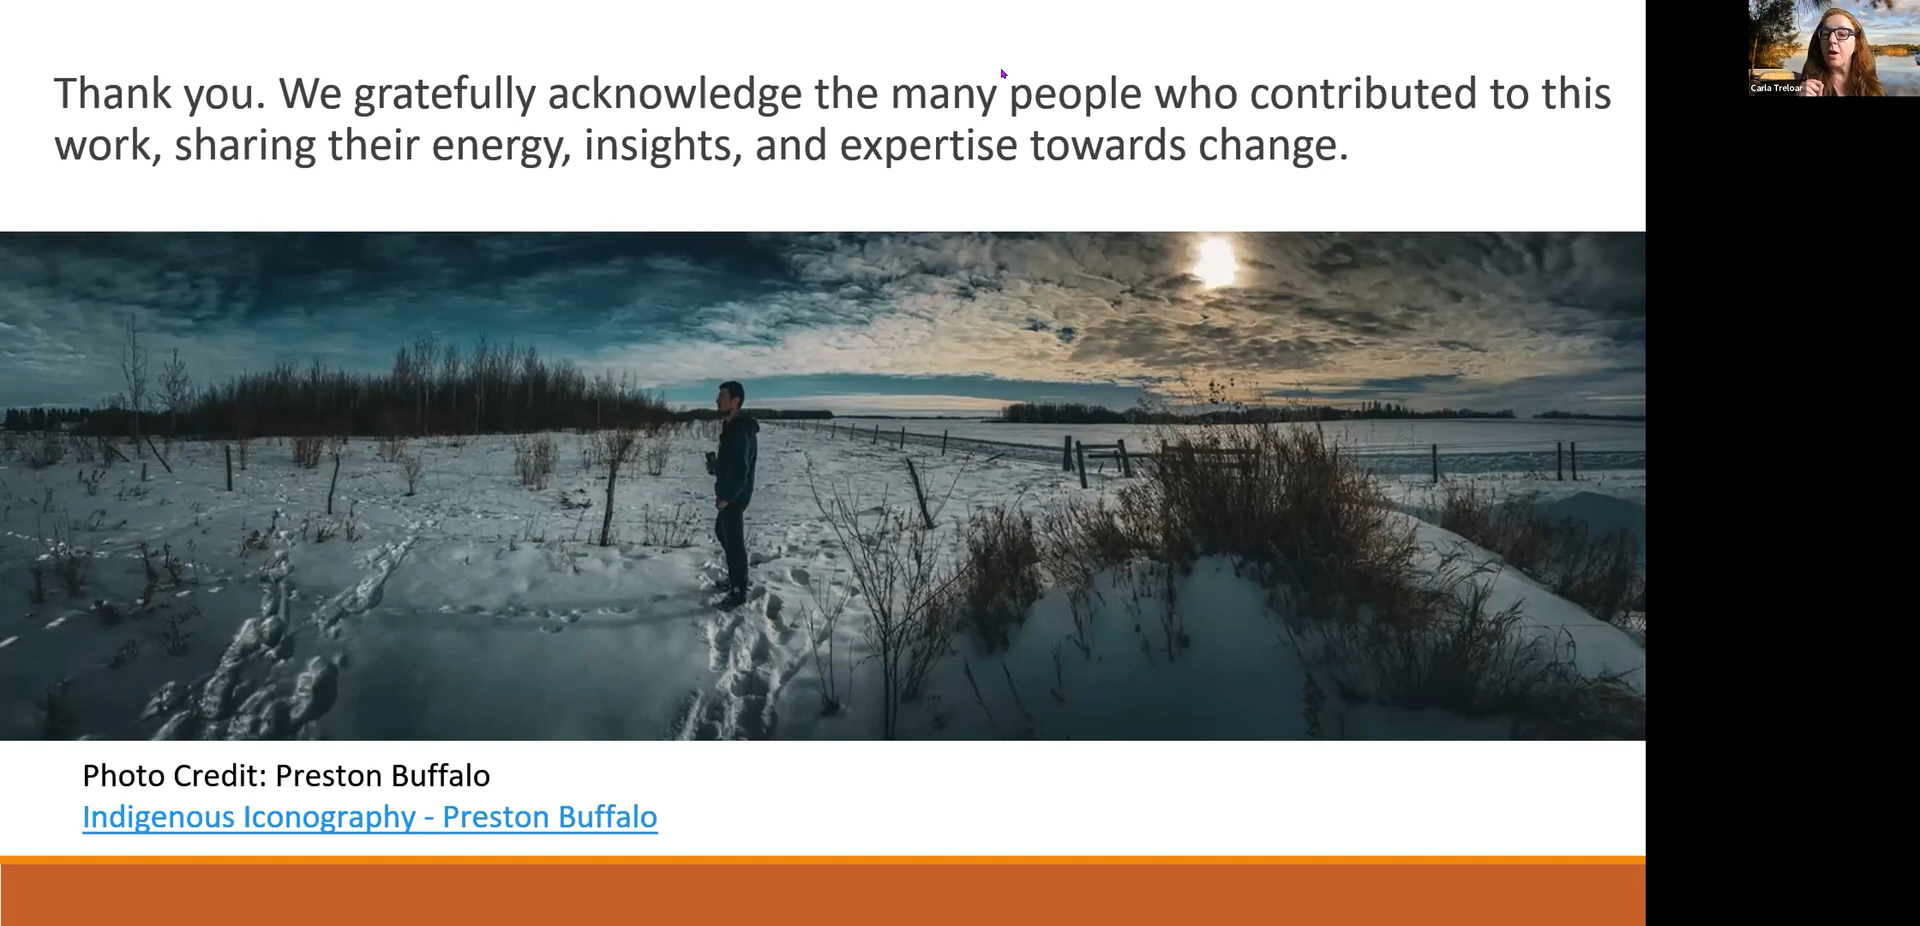 Thank you. We gratefully acknowledge the many people who contributed to this
work, sharing their energy, insights, and expertise towards change.
Carla Treloar
Photo Credit: Preston Buffalo
Indigenous Iconography - Preston Buffalo